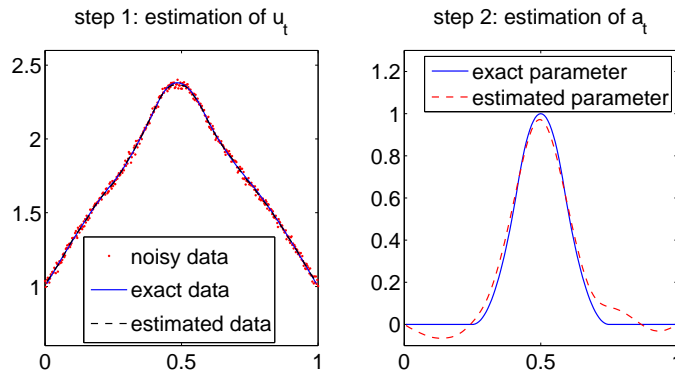 step 1: estimation of u_t
2.5
2
1.5
1
0
0.5
1
noisy data
exact data
estimated data
step 2: estimation of a_t
1.2
1
0.8
0.6
0.4
0.2
0
0
0.5
1
exact parameter
estimated parameter